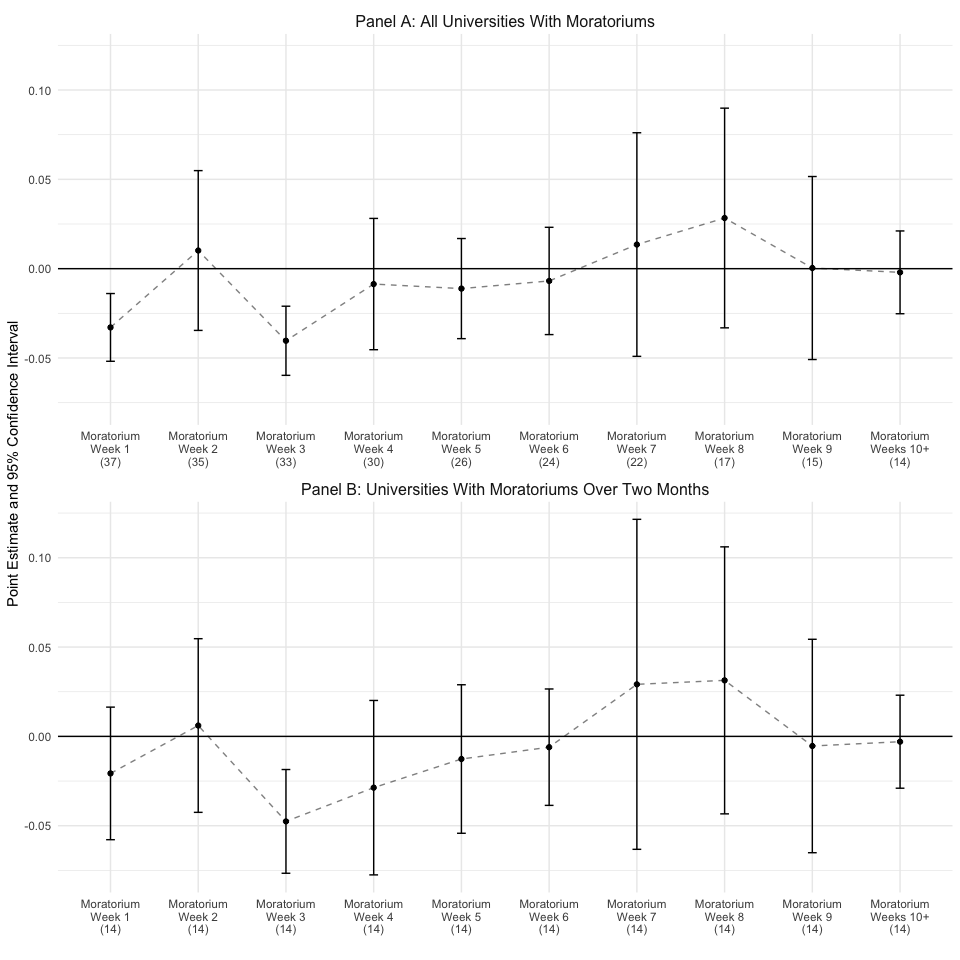 Panel A: All Universities With Moratoriums
0.10
0.05
0.00
-0.05
Moratorium Moratorium Moratorium Moratorium Moratorium Moratorium Moratorium Moratorium Moratorium Moratorium
Week 1 Week 2 Week 3 Week 4 Week 5 Week 6 Week 7 Week 8 Week 9 Weeks 10+
(37) (35) (33) (30) (26) (24) (22) (17) (15) (14)
Point Estimate and 95% Confidence Interval
Panel B: Universities With Moratoriums Over Two Months
0.10
0.05
0.00
-0.05
Moratorium Moratorium Moratorium Moratorium Moratorium Moratorium Moratorium Moratorium Moratorium Moratorium
Week 1 Week 2 Week 3 Week 4 Week 5 Week 6 Week 7 Week 8 Week 9 Weeks 10+
(14) (14) (14) (14) (14) (14) (14) (14) (14) (14)